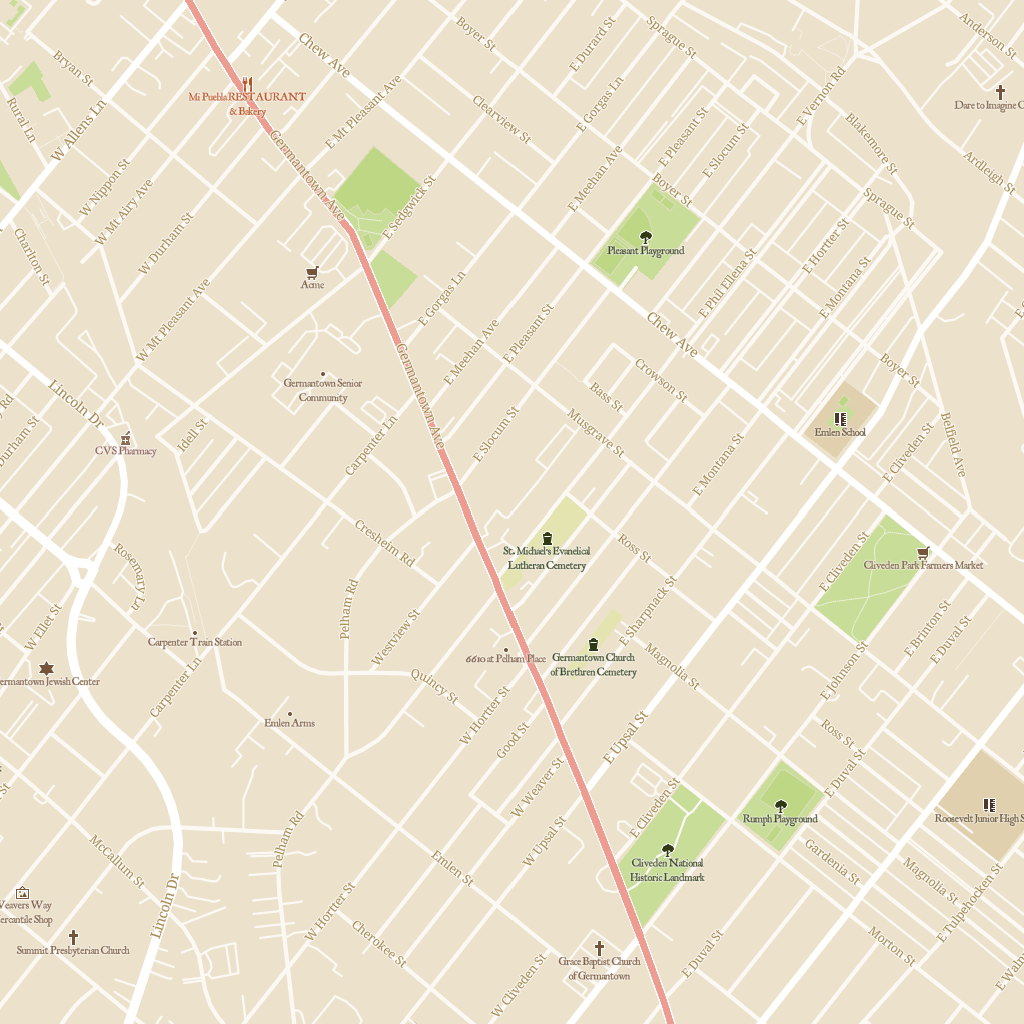 Boyer St
E Durard St
Sprague St
Anderson St
Chew Ave
Bryan St
E Vernon Rd
Mi Puebla RESTAURANT
& Bakery
E Mt Pleasant Ave
E Gorgas Ln
Clearview St
Rural Ln
W Allens Ln
Germantown Ave
E Pleasant St
E Slocum St
Blakemore St
Ardleigh St
W Nippon St
W Mt Airy Ave
W Durham St
E Sedgwick St
E Meehan Ave
Boyer St
Sprague St
Pleasant Playground
E Hortter St
Charlton St
Acme
E Gorgas Ln
E Phil Ellena St
E Montana St
W Mt Pleasant Ave
E Meehan Ave
E Pleasant St
Chew Ave
Germantown Ave
Germantown Senior
Community
Lincoln Dr
Bass St
Crowson St
Boyer St
Durham St
CVS Pharmacy
Idell St
Carpenter Ln
E Slocum St
Musgrave St
E Montana St
Emlen School
E Cliveden St
Belfield Ave
Rosemary Ln
Cresheim Rd
St. Michael's Evanelical
Lutheran Cemetery
Ross St
E Cliveden St
Cliveden Park Farmers Market
W Ellet St
Carpenter Train Station
Pelham Rd
Westview St
6610 at Pelham Place
Germantown Church
of Brethren Cemetery
E Sharpnack St
Magnolia St
E Brinton St
E Duval St
E Johnson St
Carpenter Ln
Emlen Arms
Quincy St
W Hortter St
Good St
E Upsal St
Ross St
E Duval St
W Weaver St
W Upsal St
E Cliveden St
Rumph Playground
Cliveden National
Historic Landmark
Gardenia St
Magnolia St
E Tulpehocken St
Morton St
McCallum St
Pelham Rd
Emlen St
Lincoln Dr
W Hortter St
Cherokee St
Summit Presbyterian Church
Grace Baptist Church
of Germantown
W Cliveden St
E Duval St